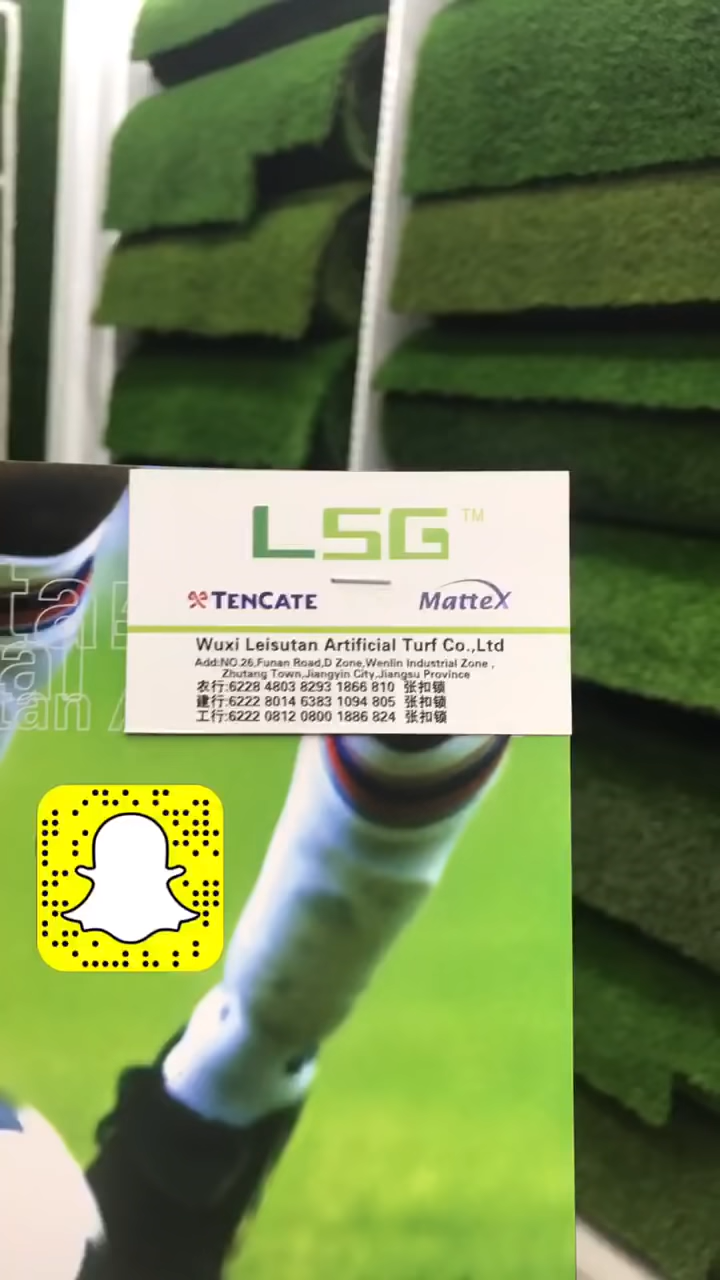 LSG™
TENCATE MatteX
Wuxi Leisutan Artificial Turf Co.,Ltd
Add:NO.26,Funan Road,D Zone,Wenlin Industrial Zone ,
Zhutang Town,Jiangyin City,Jiangsu Province
农行:6228 4803 8293 1866 810 张扣锁
建行:6222 8014 6383 1094 805 张扣锁
工行:6222 0812 0800 1886 824 张扣锁